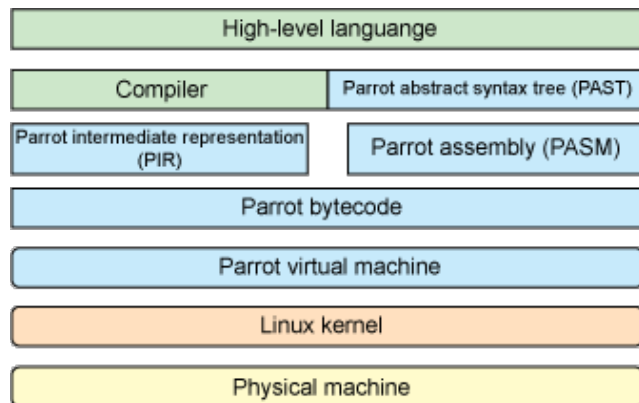 High-level languange
Compiler
Parrot abstract syntax tree (PAST)
Parrot intermediate representation
(PIR)
Parrot assembly (PASM)
Parrot bytecode
Parrot virtual machine
Linux kernel
Physical machine